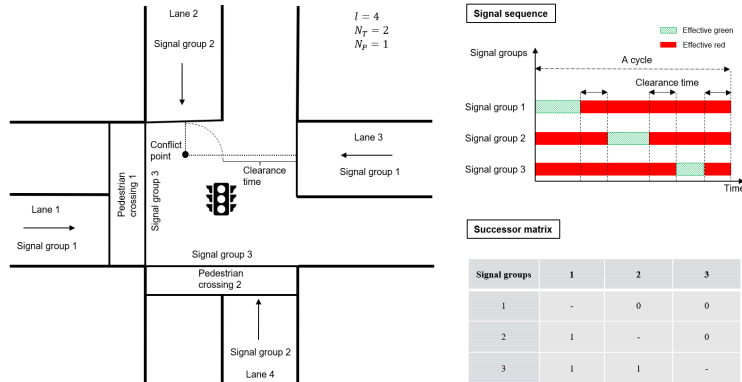 Lane 2
Signal group 2
l = 4
N_T = 2
N_P = 1
Conflict
point
Clearance
time
Lane 3
Signal group 1
Pedestrian
crossing 1
Signal group 3
Lane 1
Signal group 1
Signal group 3
Pedestrian
crossing 2
Signal group 2
Lane 4
Signal sequence
Effective green
Effective red
Signal groups
A cycle
Clearance time
Signal group 1
Signal group 2
Signal group 3
Time
Successor matrix
Signal groups 1 2 3
1 - 0 0
2 1 - 0
3 1 1 -